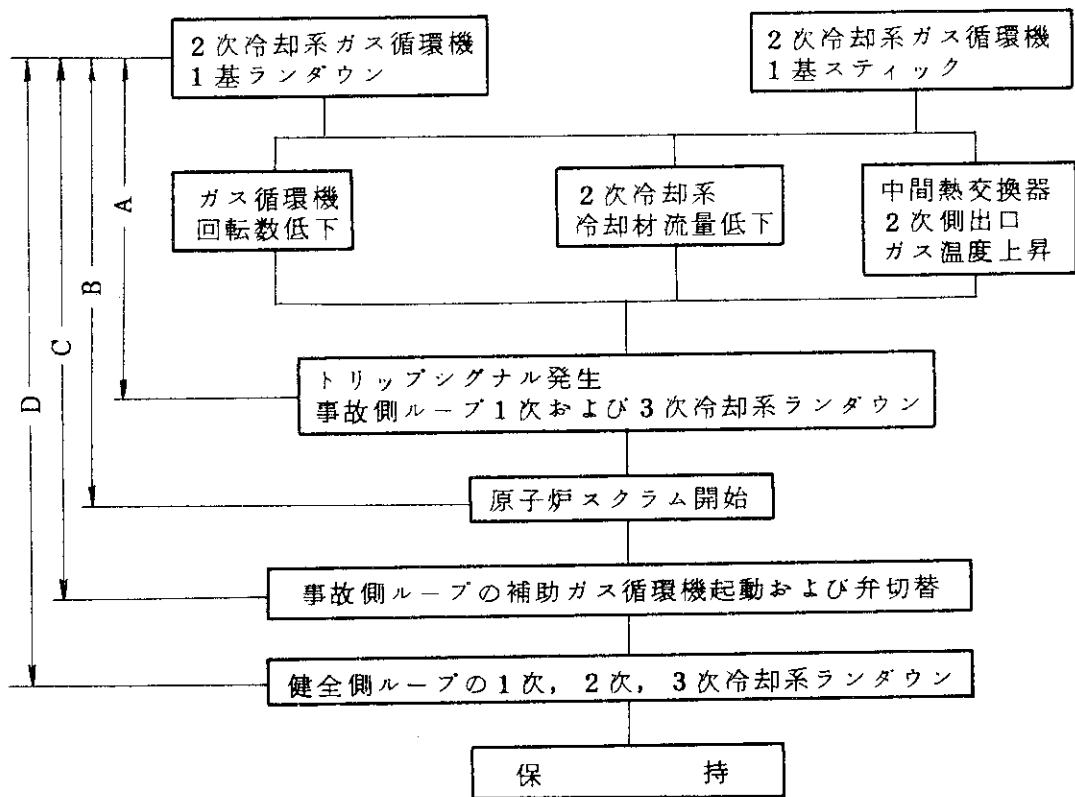 2次冷却系ガス循環機
1基ランダウン
2次冷却系ガス循環機
1基スティック
ガス循環機
回転数低下
2次冷却系
冷却材流量低下
中間熱交換器
2次側出口
ガス温度上昇
A
B
C
D
トリップシグナル発生
事故側ループ1次および3次冷却系ランダウン
原子炉スクラム開始
事故側ループの補助ガス循環機起動および弁切替
健全側ループの1次,2次,3次冷却系ランダウン
保 持